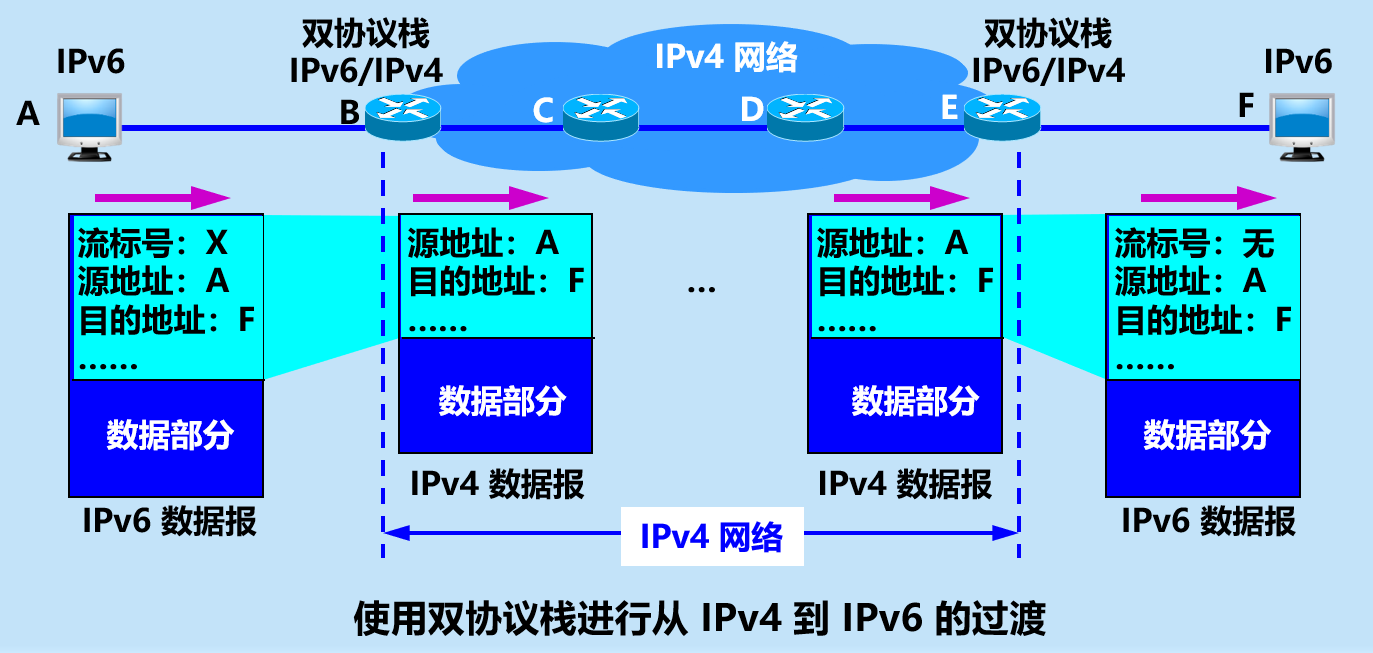 双协议栈
IPv6/IPv4
双协议栈
IPv6/IPv4
IPv6
IPv4 网络
IPv6
A
B
C
D
E
F
流标号：X
源地址：A
目的地址：F
……
数据部分
IPv6 数据报
源地址：A
目的地址：F
……
数据部分
IPv4 数据报
…
源地址：A
目的地址：F
……
数据部分
IPv4 数据报
流标号：无
源地址：A
目的地址：F
……
数据部分
IPv6 数据报
IPv4 网络
使用双协议栈进行从 IPv4 到 IPv6 的过渡